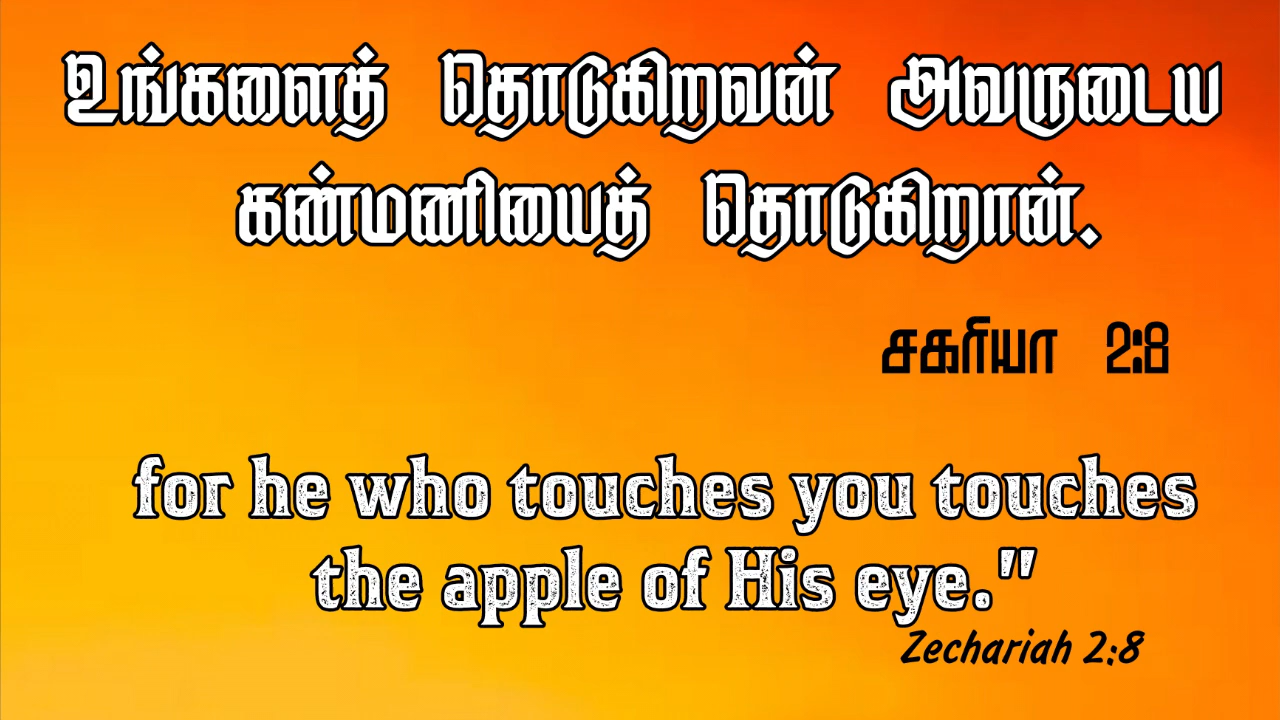 உங்களைத் தொடுகிறவன் அவருடைய
கண்மணியைத் தொடுகிறான்.
சகரியா 2:8
for he who touches you touches
the apple of His eye."
Zechariah 2:8